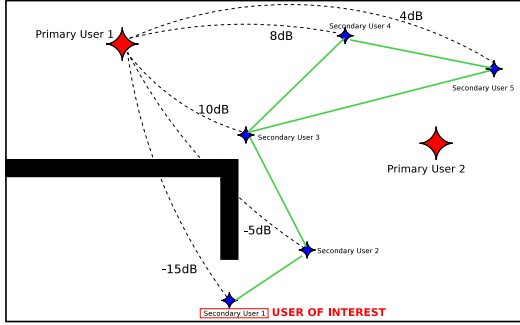 4dB
Secondary User 4
Primary User 1
8dB
Secondary User 5
10dB
Secondary User 3
Primary User 2
-5dB
Secondary User 2
-15dB
Secondary User 1 USER OF INTEREST